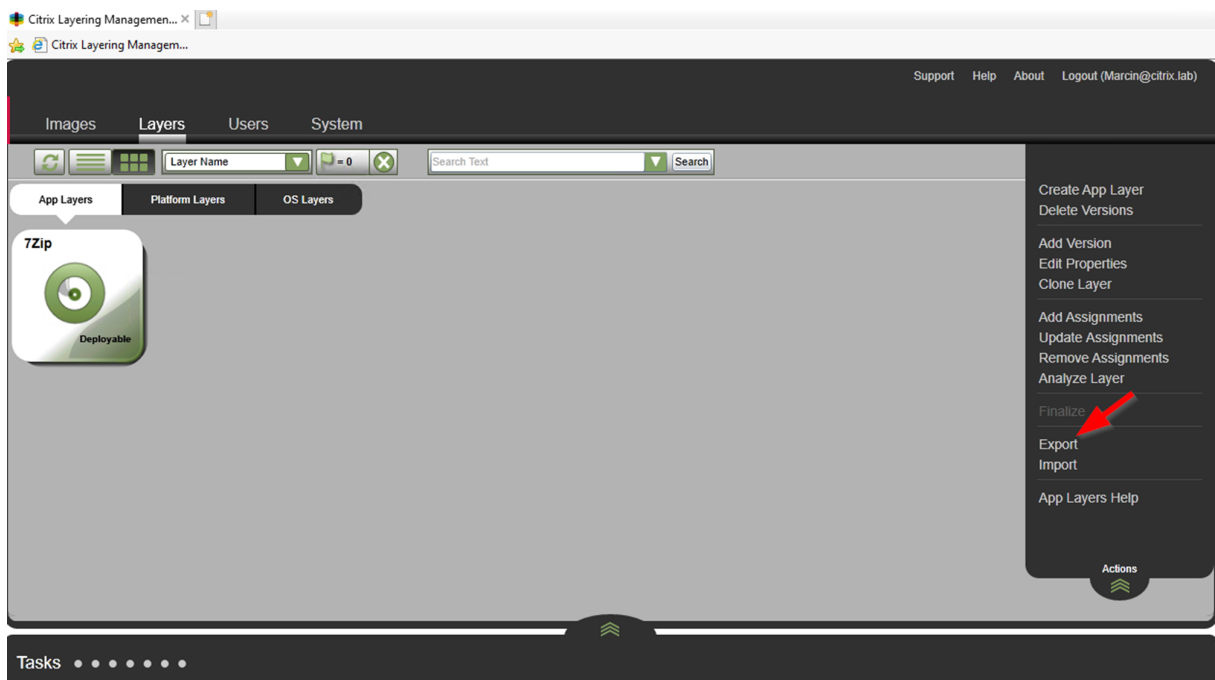 Citrix Layering Managemen...
Citrix Layering Managem...
Support Help About Logout (Marcin@citrix.lab)
Images Layers Users System
Layer Name = 0 Search Text Search
App Layers Platform Layers OS Layers
7Zip
Deployable
Create App Layer
Delete Versions
Add Version
Edit Properties
Clone Layer
Add Assignments
Update Assignments
Remove Assignments
Analyze Layer
Finalize
Export
Import
App Layers Help
Actions
Tasks